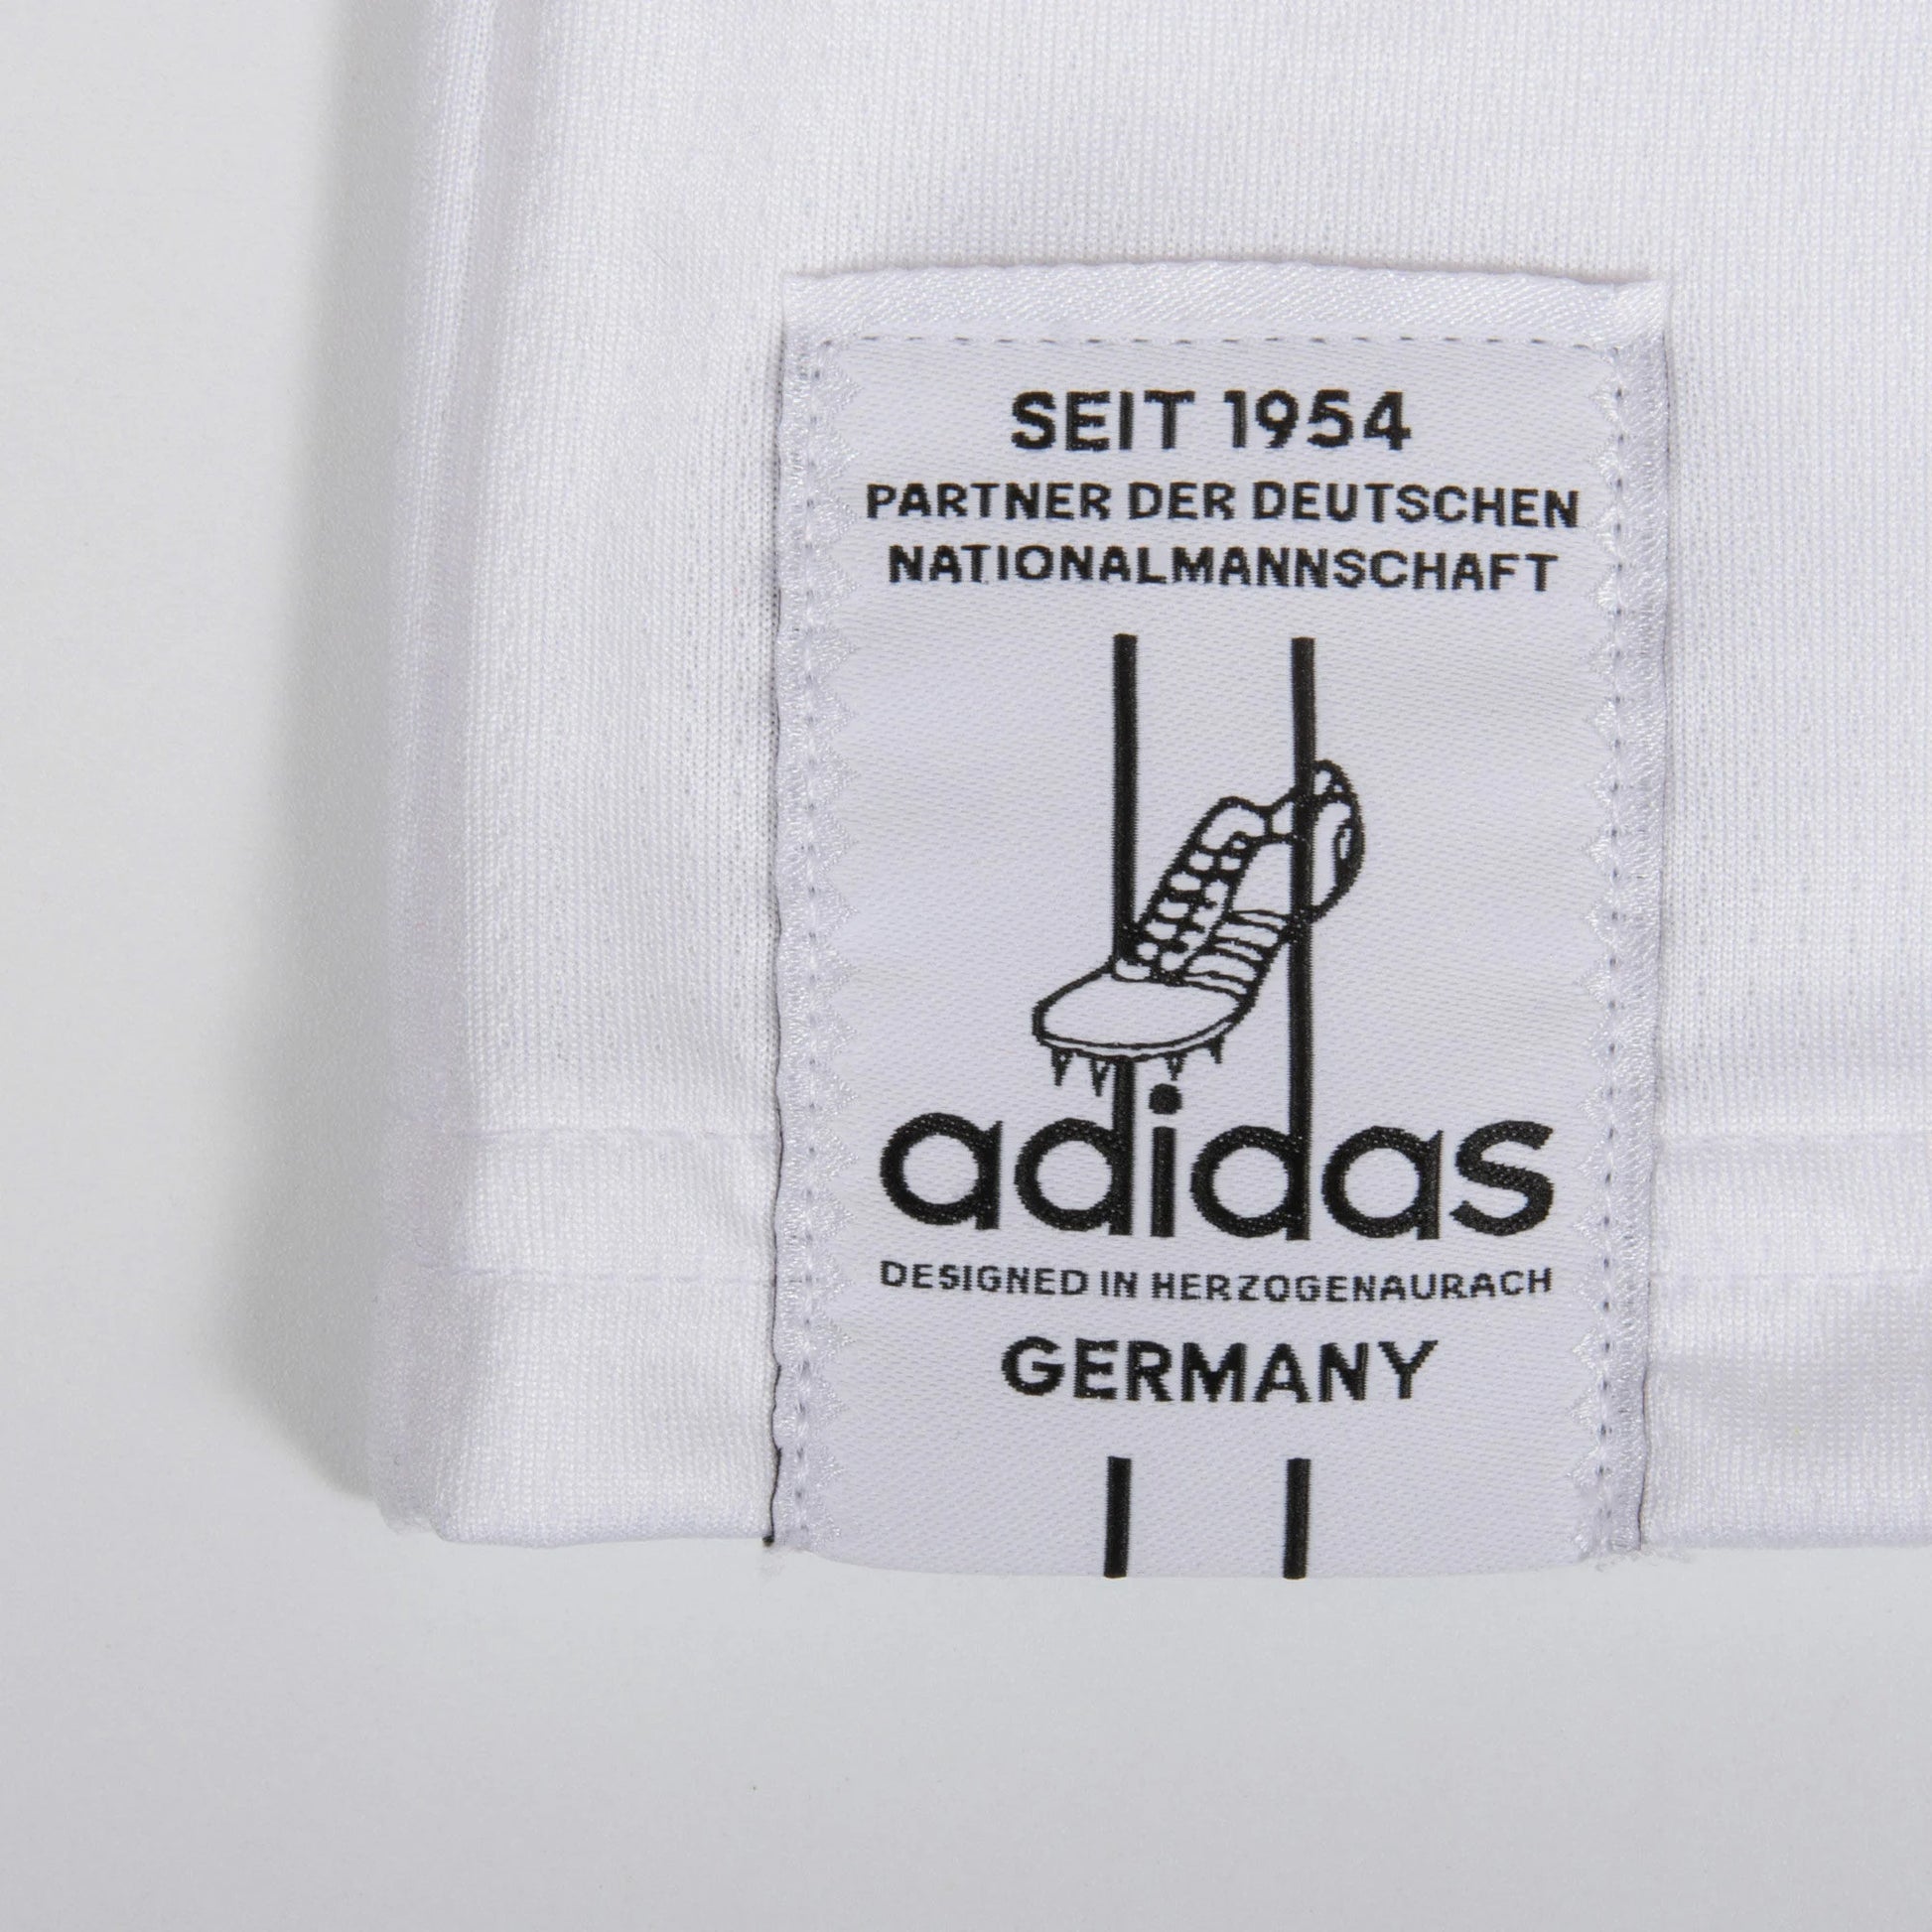 SEIT 1954
PARTNER DER DEUTSCHEN
NATIONALMANNSCHAFT
adidas
DESIGNED IN HERZOGENAURACH
GERMANY